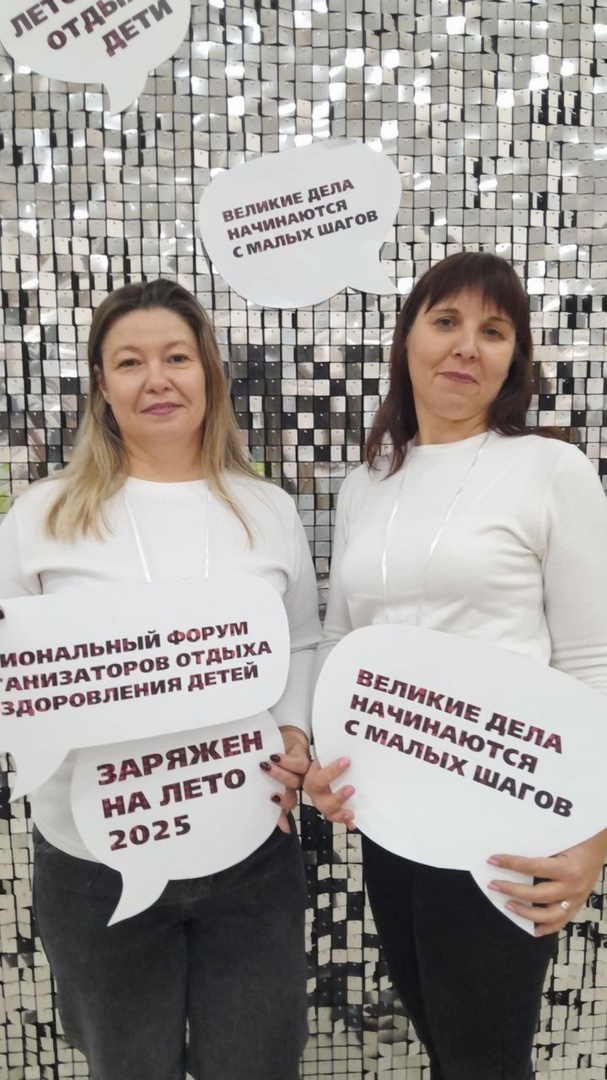 ОТДЫХ
ДЕТИ
ВЕЛИКИЕ ДЕЛА
НАЧИНАЮТСЯ
С МАЛЫХ ШАГОВ
ИОНАЛЬНЫЙ ФОРУМ
ГАНИЗАТОРОВ ОТДЫХА
ЗДОРОВЛЕНИЯ ДЕТЕЙ
ЗАРЯЖЕН
НА ЛЕТО
2025
ВЕЛИКИЕ ДЕЛА
НАЧИНАЮТСЯ
С МАЛЫХ ШАГОВ